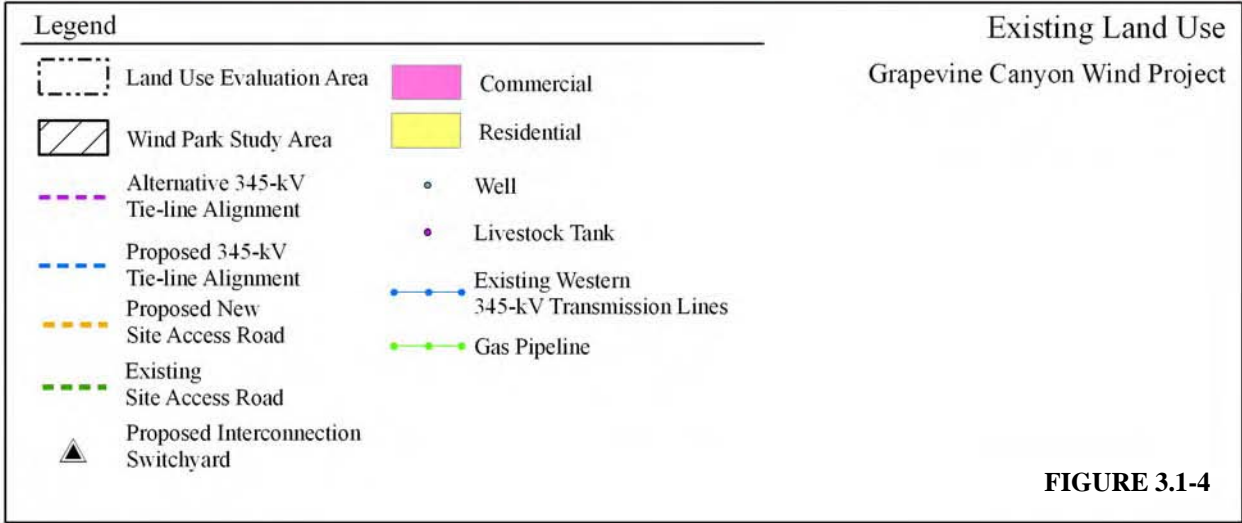 Legend
Existing Land Use
Grapevine Canyon Wind Project
Land Use Evaluation Area
Wind Park Study Area
Alternative 345-kV
Tie-line Alignment
Proposed 345-kV
Tie-line Alignment
Proposed New
Site Access Road
Existing
Site Access Road
Proposed Interconnection
Switchyard
Commercial
Residential
Well
Livestock Tank
Existing Western
345-kV Transmission Lines
Gas Pipeline
FIGURE 3.1-4